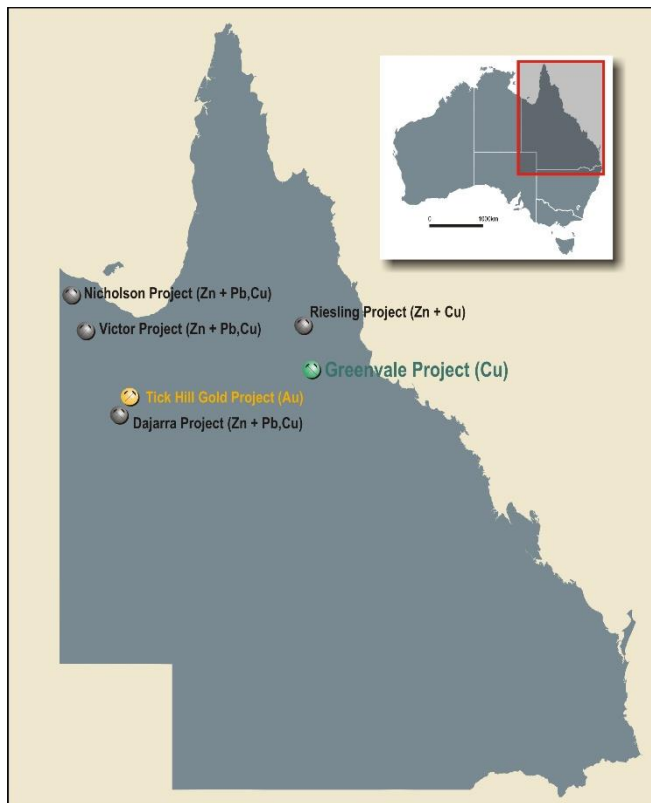 0
1000km
Nicholson Project (Zn + Pb,Cu)
Riesling Project (Zn + Cu)
Victor Project (Zn + Pb,Cu)
Greenvale Project (Cu)
Tick Hill Gold Project (Au)
Dajarra Project (Zn + Pb,Cu)